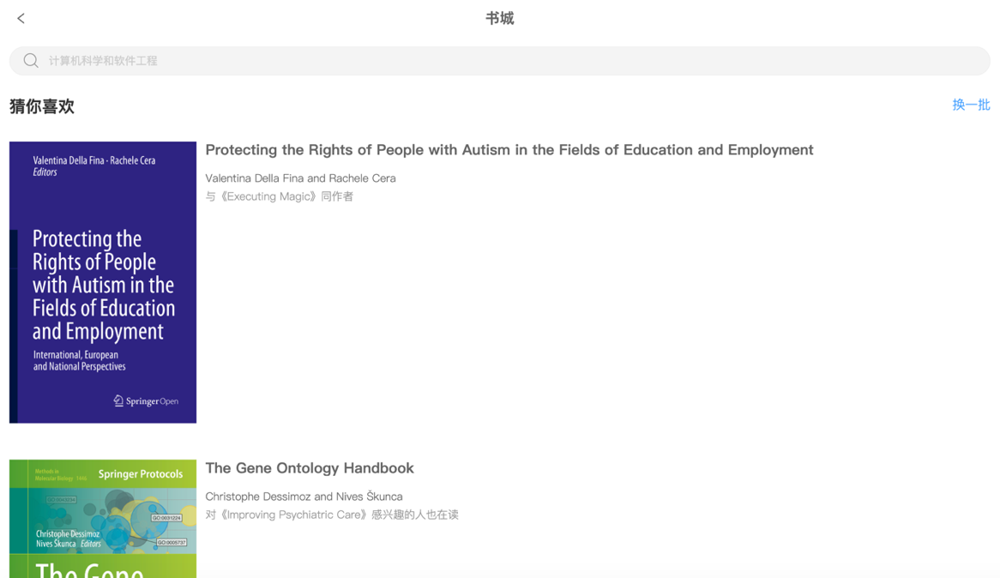 书城
计算机科学和软件工程
猜你喜欢
换一批
Valentina Della Fina · Rachele Cera
Editors
Protecting the
Rights of People
with Autism in the
Fields of Education
and Employment
International, European
and National Perspectives
Springer Open
Protecting the Rights of People with Autism in the Fields of Education and Employment
Valentina Della Fina and Rachele Cera
与《Executing Magic》同作者
Methods in
Molecular Biology 1446
Springer Protocols
GO:0043234
GO:0031224
Christophe Dessimoz
Nives Škunca Editors
GO:0005737
The Gene
The Gene Ontology Handbook
Christophe Dessimoz and Nives Škunca
对《Improving Psychiatric Care》感兴趣的人也在读